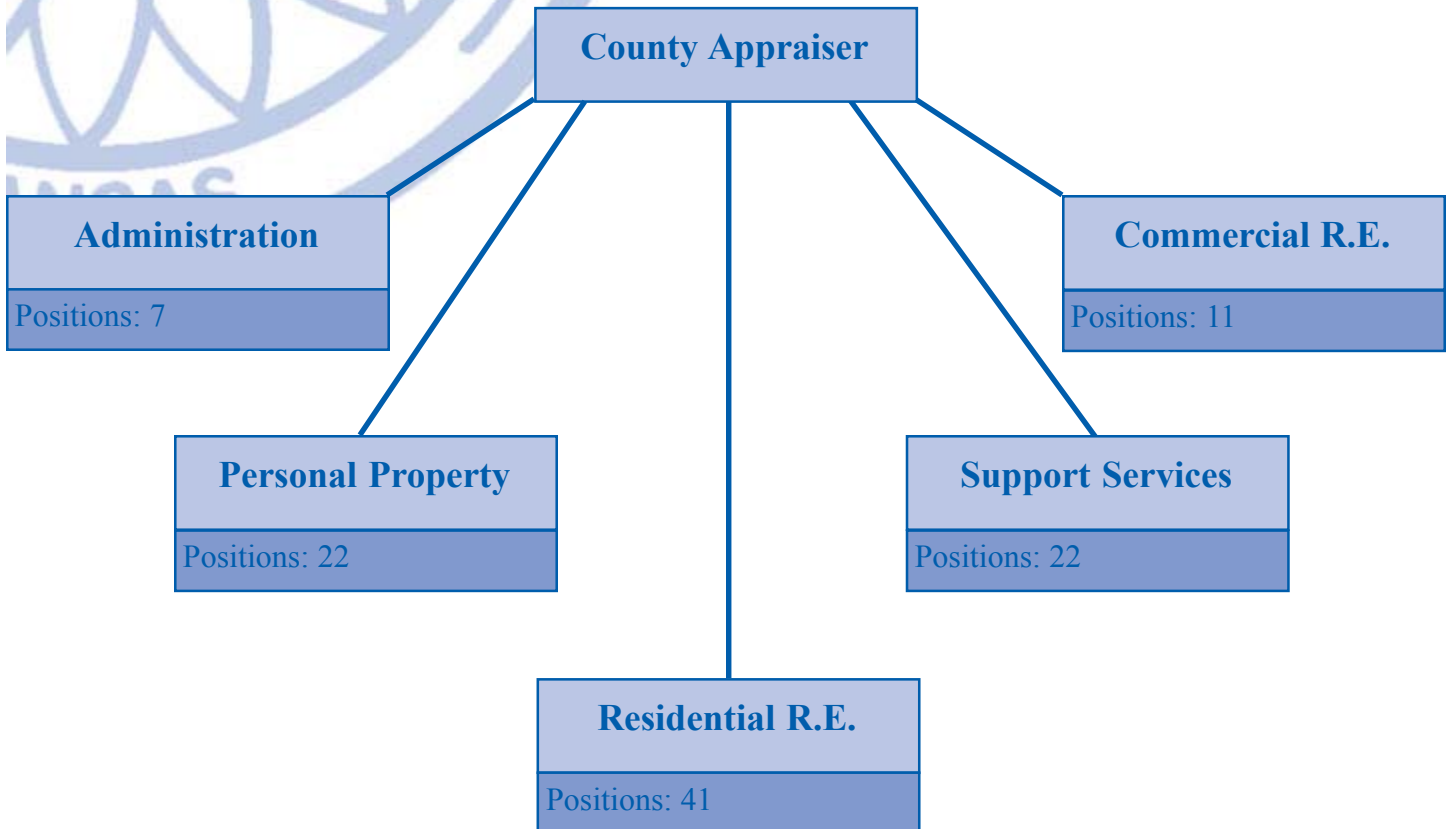 County Appraiser
Administration
Positions: 7
Commercial R.E.
Positions: 11
Personal Property
Positions: 22
Support Services
Positions: 22
Residential R.E.
Positions: 41